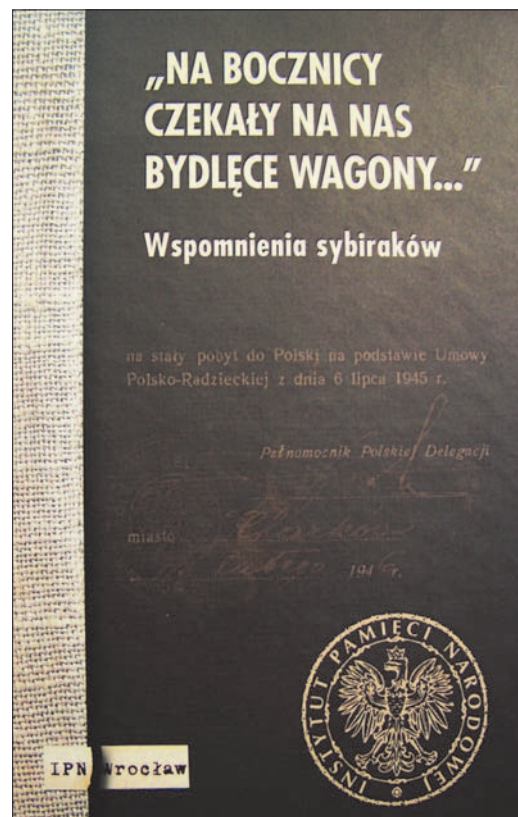 „NA BOCZNICY
CZEKAŁY NA NAS
BYDLĘCE WAGONY...”
Wspomnienia sybiraków
na stały pobyt do Polski na podstawie Umowy
Polsko-Radzieckiej z dnia 6 lipca 1945 r.
Pełnomocnik Polskiej Delegacji
miasto
1946 r.
INSTYTUT PAMIĘCI NARODOWEJ
IPN Wrocław